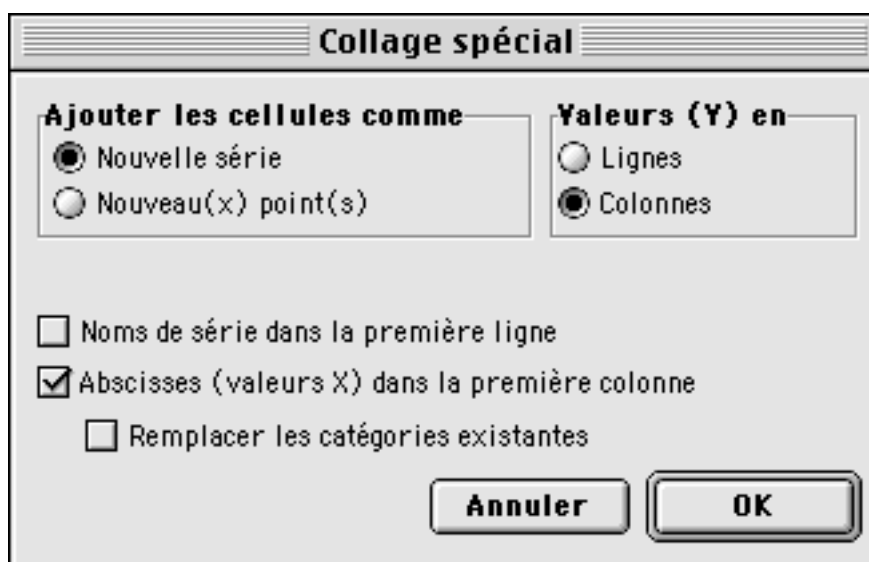 Collage spécial
Ajouter les cellules comme
Nouvelle série
Nouveau(x) point(s)
Valeurs (Y) en
Lignes
Colonnes
Noms de série dans la première ligne
Abscisses (valeurs X) dans la première colonne
Remplacer les catégories existantes
Annuler
OK